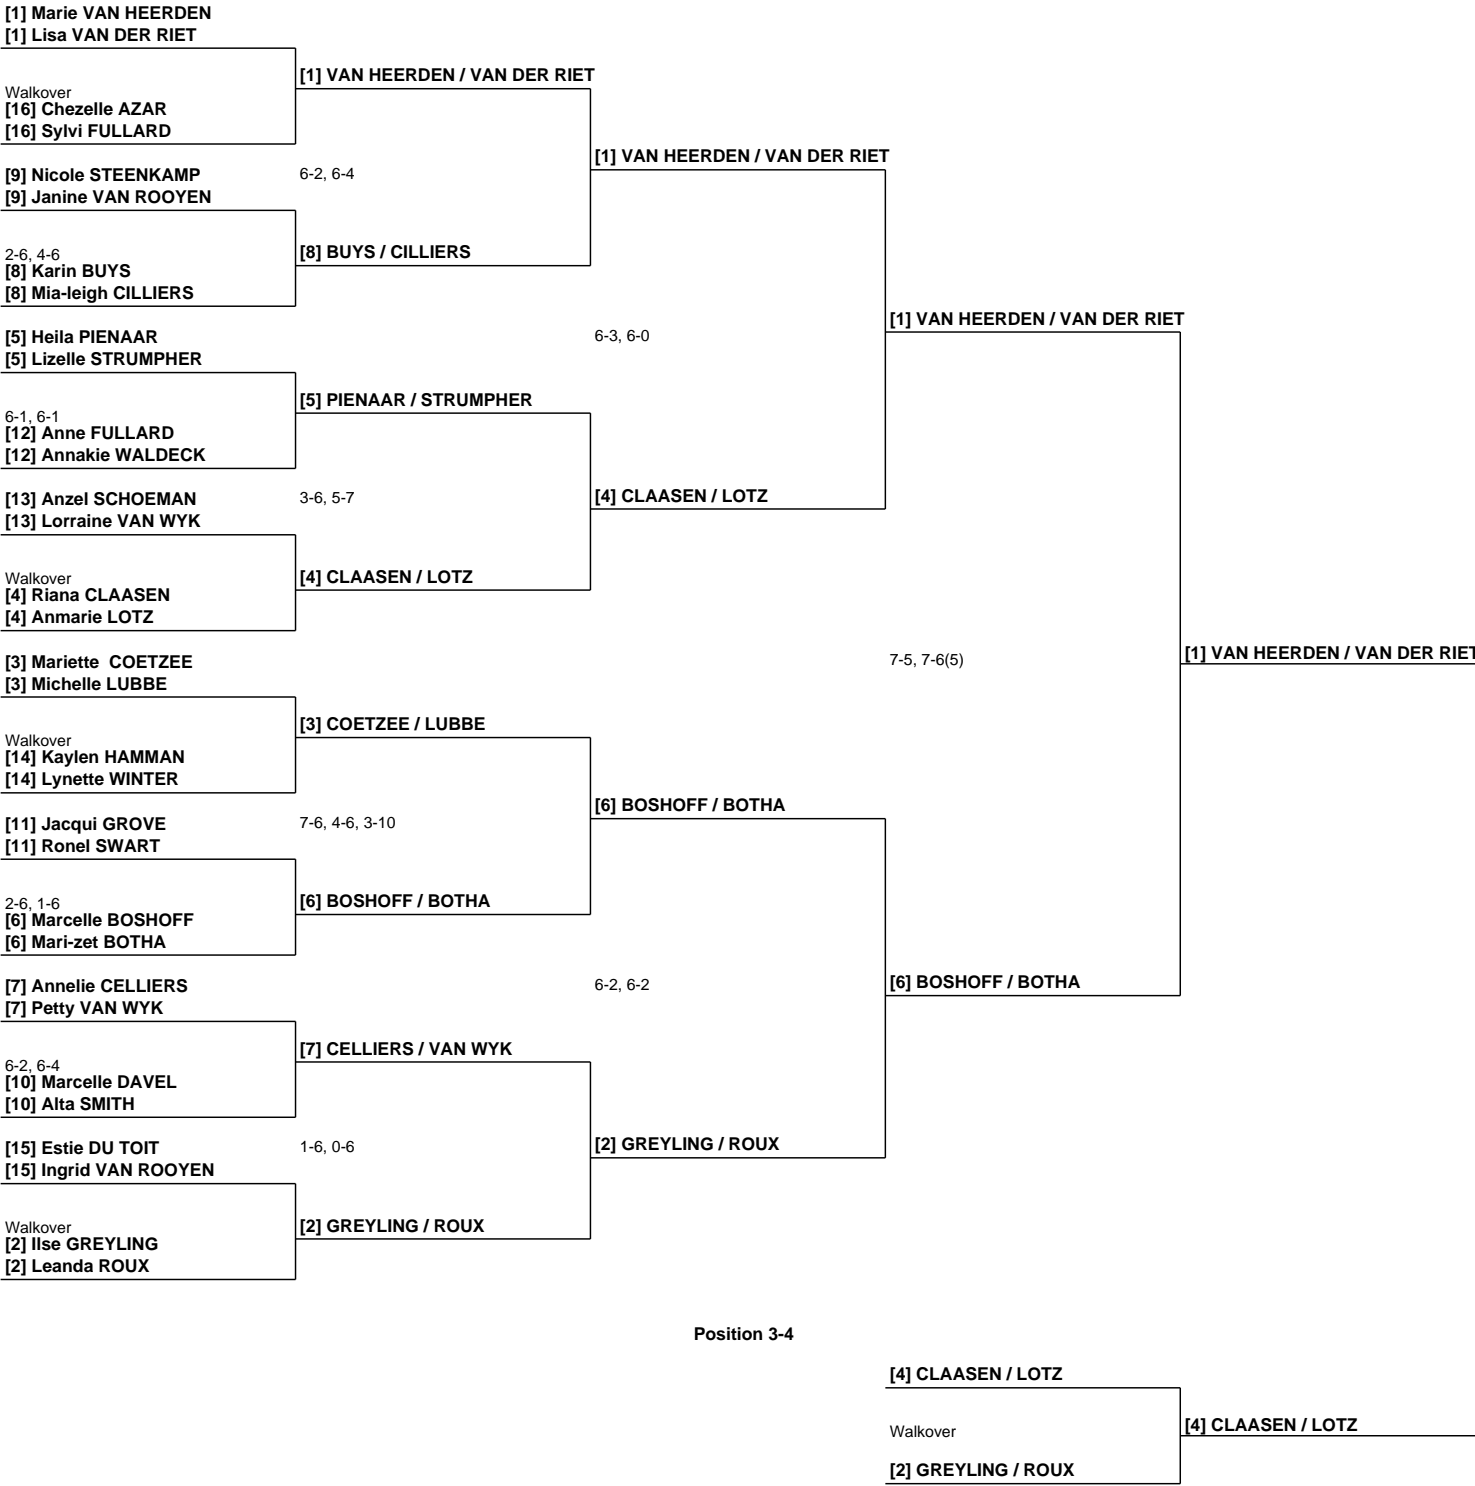 [1] Marie VAN HEERDEN
[1] Lisa VAN DER RIET
[1] VAN HEERDEN / VAN DER RIET
Walkover
[16] Chezelle AZAR
[16] Sylvi FULLARD
[1] VAN HEERDEN / VAN DER RIET
[9] Nicole STEENKAMP
6-2, 6-4
[9] Janine VAN ROOYEN
2-6, 4-6
[8] BUYS / CILLIERS
[8] Karin BUYS
[8] Mia-leigh CILLIERS
[1] VAN HEERDEN / VAN DER RIET
[5] Heila PIENAAR
6-3, 6-0
[5] Lizelle STRUMPHER
[5] PIENAAR / STRUMPHER
6-1, 6-1
[12] Anne FULLARD
[12] Annakie WALDECK
[13] Anzel SCHOEMAN
3-6, 5-7
[4] CLAASEN / LOTZ
[13] Lorraine VAN WYK
Walkover
[4] CLAASEN / LOTZ
[4] Riana CLAASEN
[4] Anmarie LOTZ
[3] Mariette  COETZEE
7-5, 7-6(5)
[1] VAN HEERDEN / VAN DER RIET
[3] Michelle LUBBE
[3] COETZEE / LUBBE
Walkover
[14] Kaylen HAMMAN
[14] Lynette WINTER
[6] BOSHOFF / BOTHA
[11] Jacqui GROVE
7-6, 4-6, 3-10
[11] Ronel SWART
2-6, 1-6
[6] BOSHOFF / BOTHA
[6] Marcelle BOSHOFF
[6] Mari-zet BOTHA
[7] Annelie CELLIERS
6-2, 6-2
[6] BOSHOFF / BOTHA
[7] Petty VAN WYK
[7] CELLIERS / VAN WYK
6-2, 6-4
[10] Marcelle DAVEL
[10] Alta SMITH
[15] Estie DU TOIT
1-6, 0-6
[2] GREYLING / ROUX
[15] Ingrid VAN ROOYEN
Walkover
[2] GREYLING / ROUX
[2] Ilse GREYLING
[2] Leanda ROUX
Position 3-4
[4] CLAASEN / LOTZ
Walkover
[4] CLAASEN / LOTZ
[2] GREYLING / ROUX